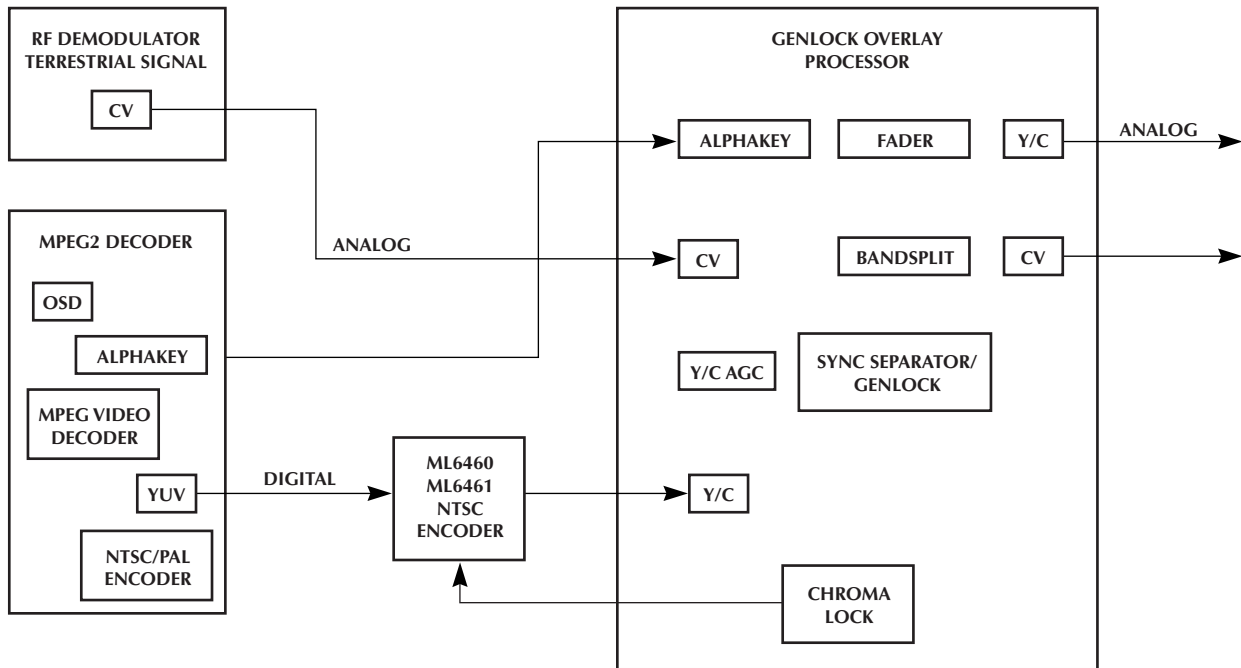 RF DEMODULATOR
TERRESTRIAL SIGNAL
CV
MPEG2 DECODER
OSD
ALPHAKEY
MPEG VIDEO
DECODER
YUV
NTSC/PAL
ENCODER
ANALOG
DIGITAL
ML6460
ML6461
NTSC
ENCODER
GENLOCK OVERLAY
PROCESSOR
ALPHAKEY
FADER
Y/C
ANALOG
CV
BANDSPLIT
CV
Y/C AGC
SYNC SEPARATOR/
GENLOCK
Y/C
CHROMA
LOCK